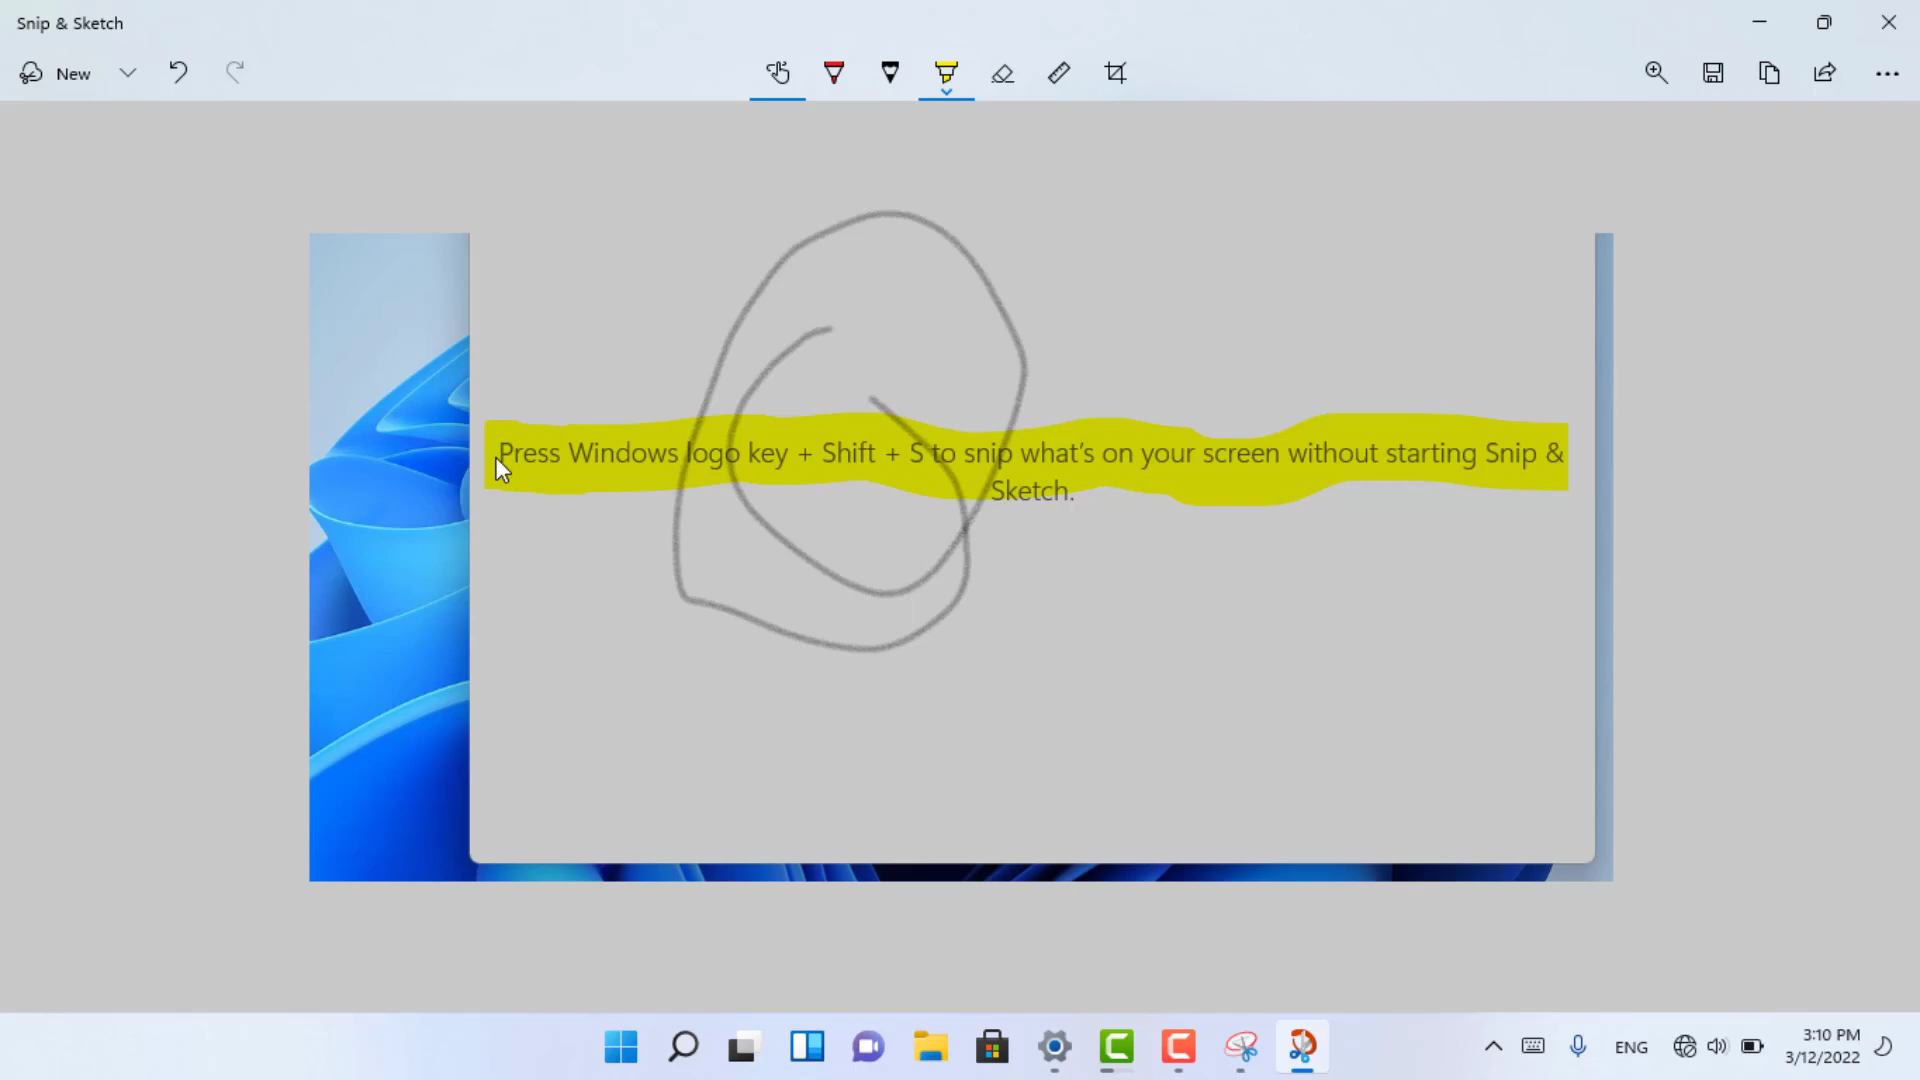 Snip & Sketch
New
Press Windows logo key + Shift + S to snip what's on your screen without starting Snip &
Sketch.
ENG
3:10 PM
3/12/2022